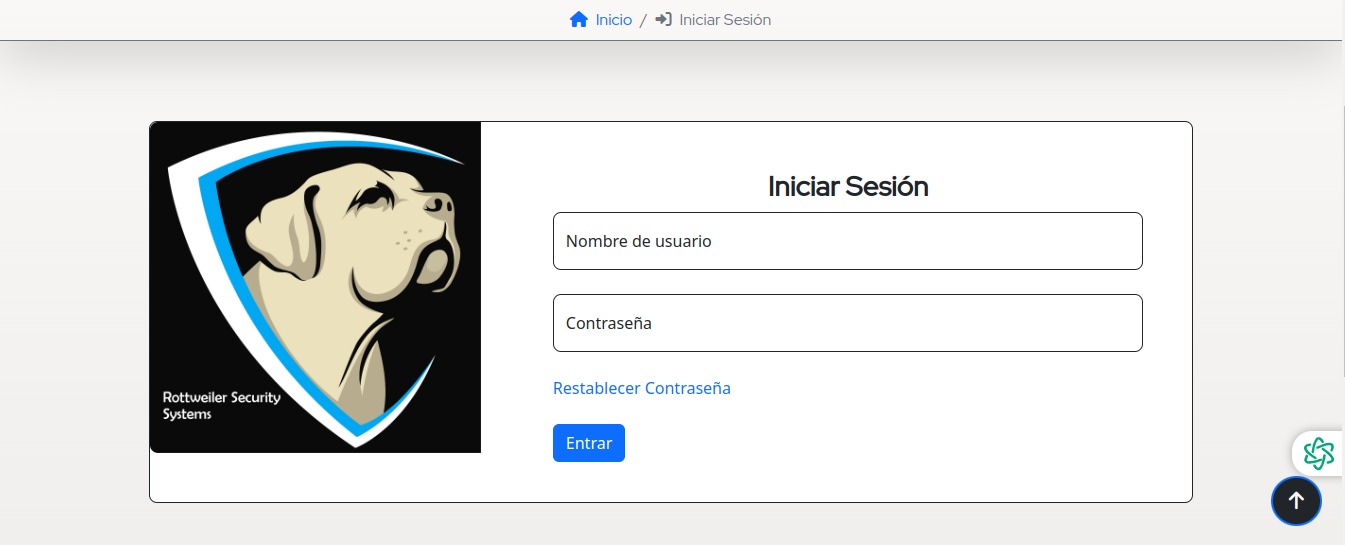 Inicio / Iniciar Sesión
Rottweiler Security
Systems
Iniciar Sesión
Nombre de usuario
Contraseña
Restablecer Contraseña
Entrar